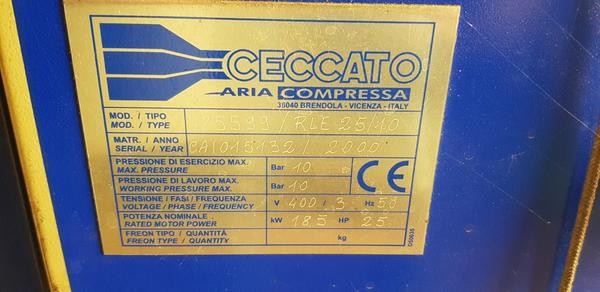 CECCATO
ARIA COMPRESSA
36040 BRENDOLA - VICENZA - ITALY
MOD. / TIPO
MOD. / TYPE
5599 / RLE 25/10
MATR. / ANNO
SERIAL / YEAR
CAI015132 / 2000
PRESSIONE DI ESERCIZIO MAX.
MAX. PRESSURE
Bar 10
PRESSIONE DI LAVORO MAX.
WORKING PRESSURE MAX.
Bar 10
CE
TENSIONE / FASI / FREQUENZA
VOLTAGE / PHASE / FREQUENCY
V 400 / 3 Hz 50
POTENZA NOMINALE
RATED MOTOR POWER
kW 18.5 HP 25
FREON TIPO / QUANTITÀ
FREON TYPE / QUANTITY
kg